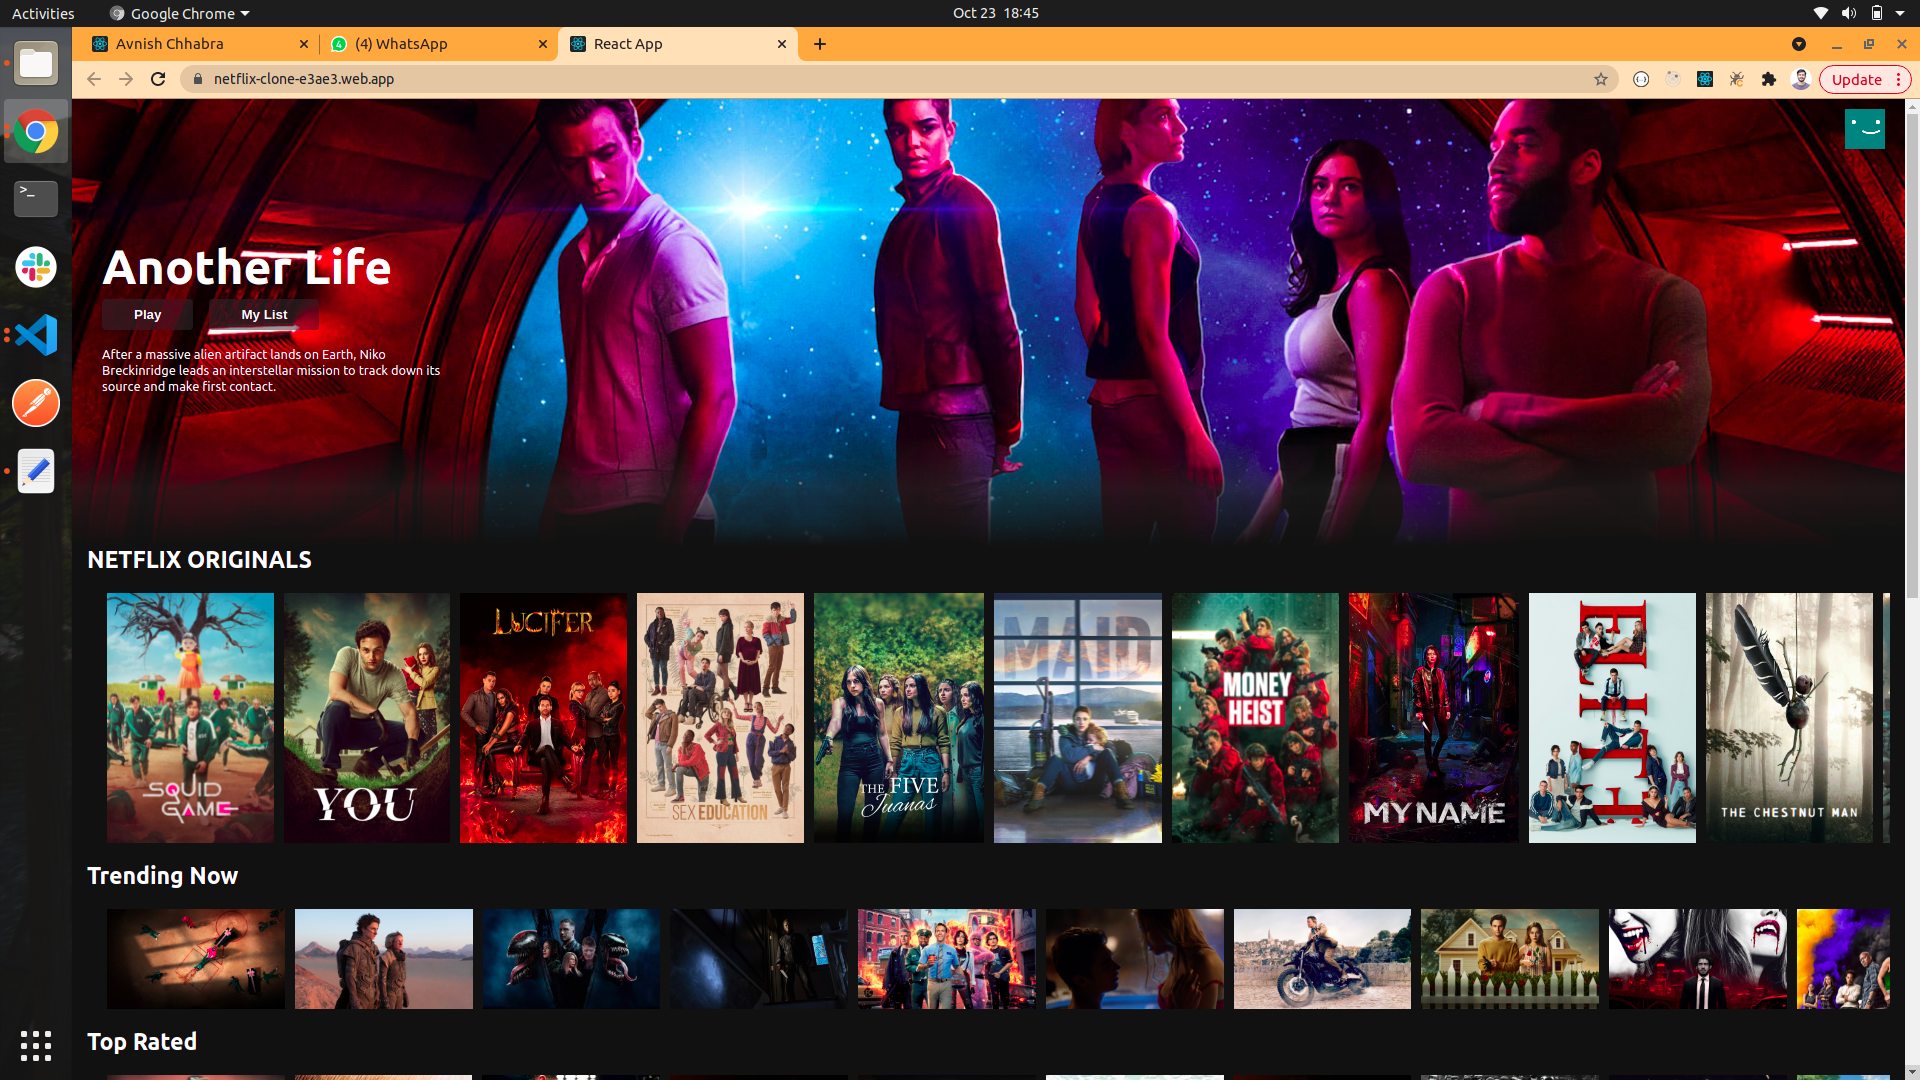 Activities
Google Chrome
Oct 23 18:45
Avnish Chhabra
(4) WhatsApp
React App
netflix-clone-e3ae3.web.app
Update
Another Life
Play
My List
After a massive alien artifact lands on Earth, Niko
Breckinridge leads an interstellar mission to track down its
source and make first contact.
NETFLIX ORIGINALS
SQUID
GAME
YOU
LUCIFER
SEX EDUCATION
THE FIVE
Juanas
MAID
MONEY
HEIST
MY NAME
ELITE
THE CHESTNUT MAN
Trending Now
Top Rated